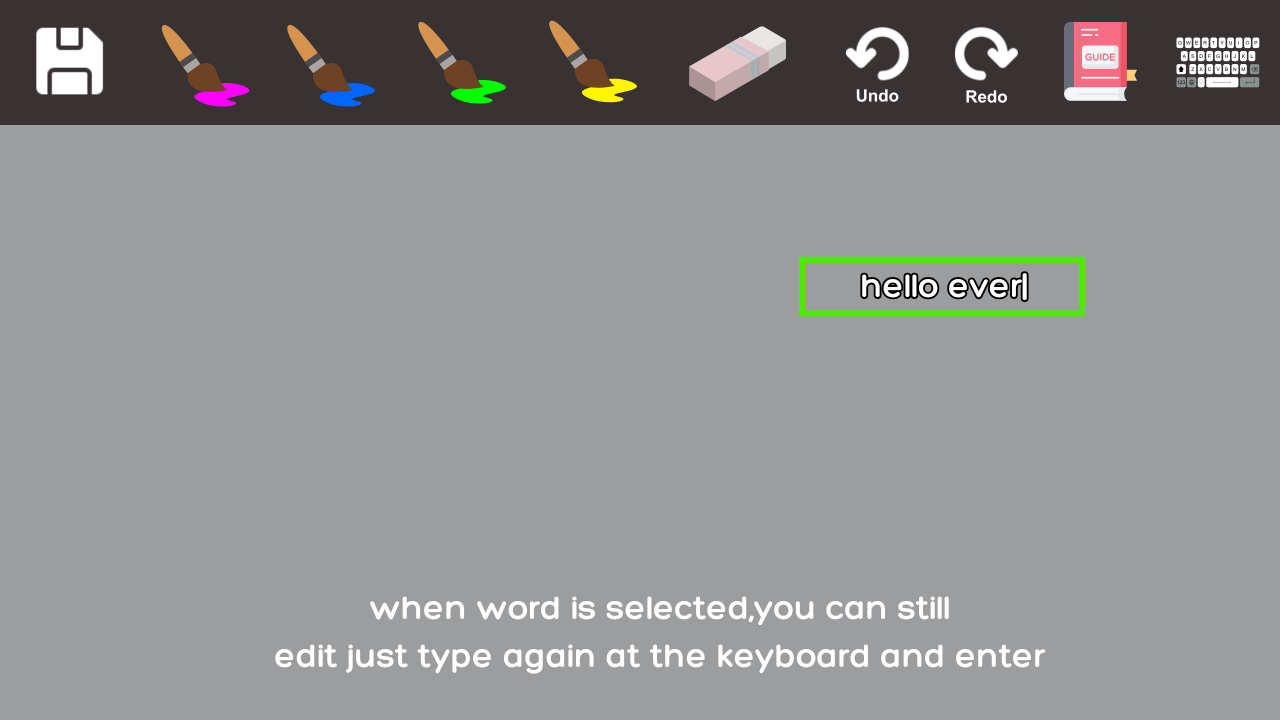 GUIDE
Undo
Redo
hello ever
when word is selected,you can still
edit just type again at the keyboard and enter